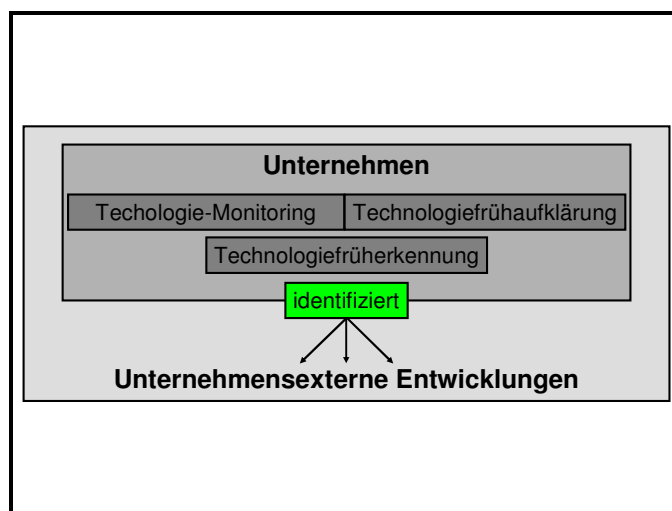 Unternehmen
Techologie-Monitoring Technologiefrühaufklärung
Technologiefrüherkennung
identifiziert
Unternehmensexterne Entwicklungen